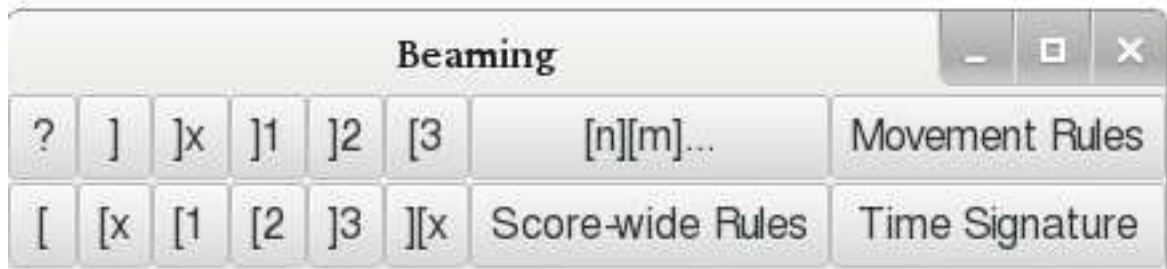 Beaming
? ] ]x ]1 ]2 [3 [n][m]... Movement Rules
[ [x [1 [2 ]3 ][x Score-wide Rules Time Signature